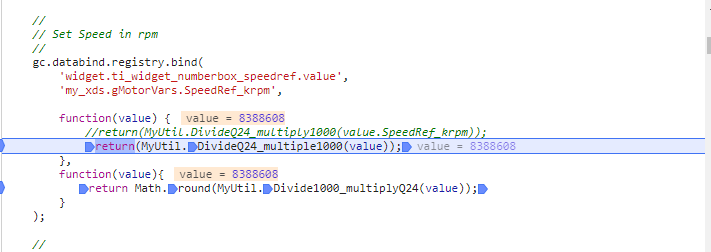 //
// Set Speed in rpm
//
gc.databind.registry.bind(
'widget.ti_widget_numberbox_speedref.value',
'my_xds.gMotorVars.SpeedRef_krpm',
function(value) { value = 8388608
//return(MyUtil.DivideQ24_multiply1000(value.SpeedRef_krpm));
return(MyUtil.DivideQ24_multiple1000(value)); value = 8388608
},
function(value){ value = 8388608
return Math.round(MyUtil.Divide1000_multiplyQ24(value));
}
);
//